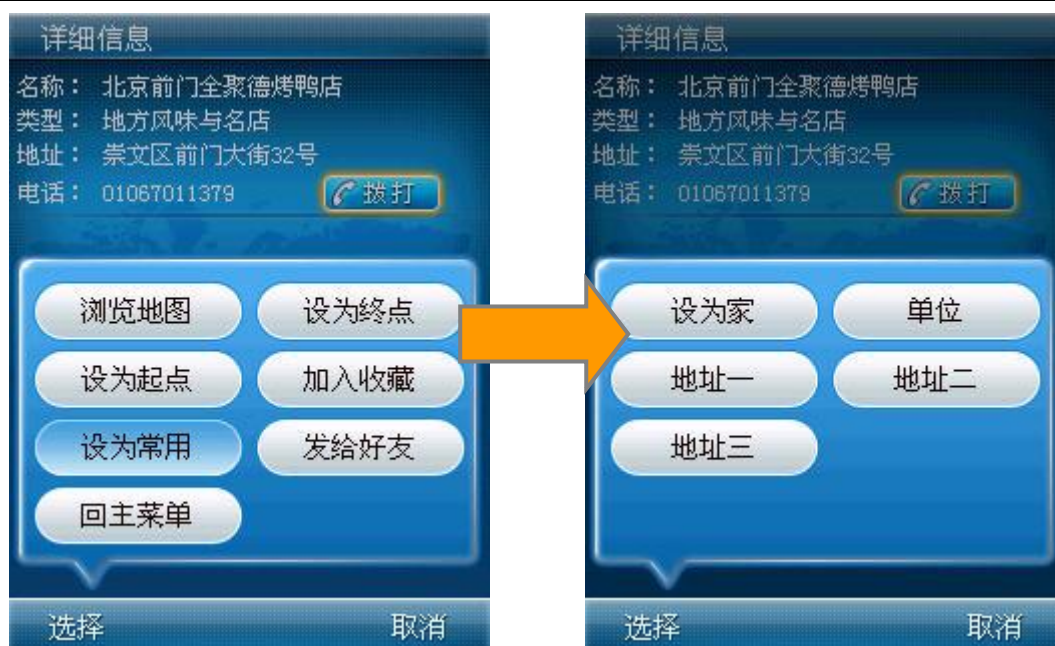 详细信息
名称： 北京前门全聚德烤鸭店
类型： 地方风味与名店
地址： 崇文区前门大街32号
电话： 01067011379 拨打
浏览地图 设为终点
设为起点 加入收藏
设为常用 发给好友
回主菜单
选择 取消
详细信息
名称： 北京前门全聚德烤鸭店
类型： 地方风味与名店
地址： 崇文区前门大街32号
电话： 01067011379 拨打
设为家 单位
地址一 地址二
地址三
选择 取消